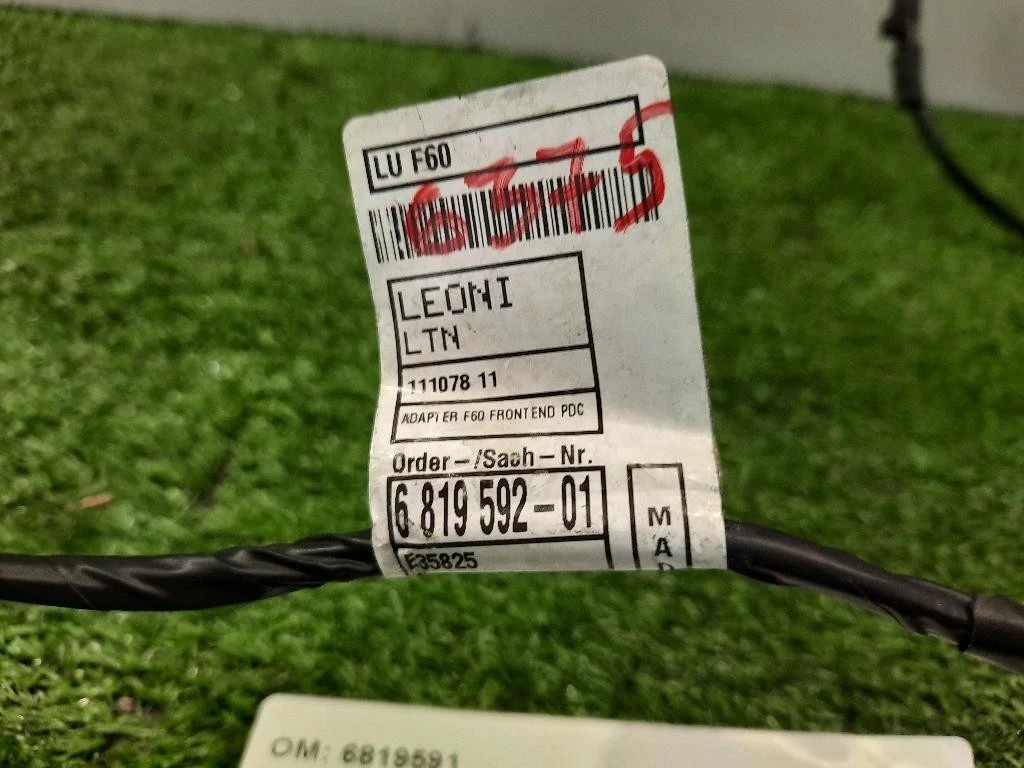 LU F60
6375
LEONI
LTN
111078 11
ADAPTER F60 FRONTEND PDC
Order-/Sach-Nr.
6 819 592-01
E35825
MAD
OM: 6819591